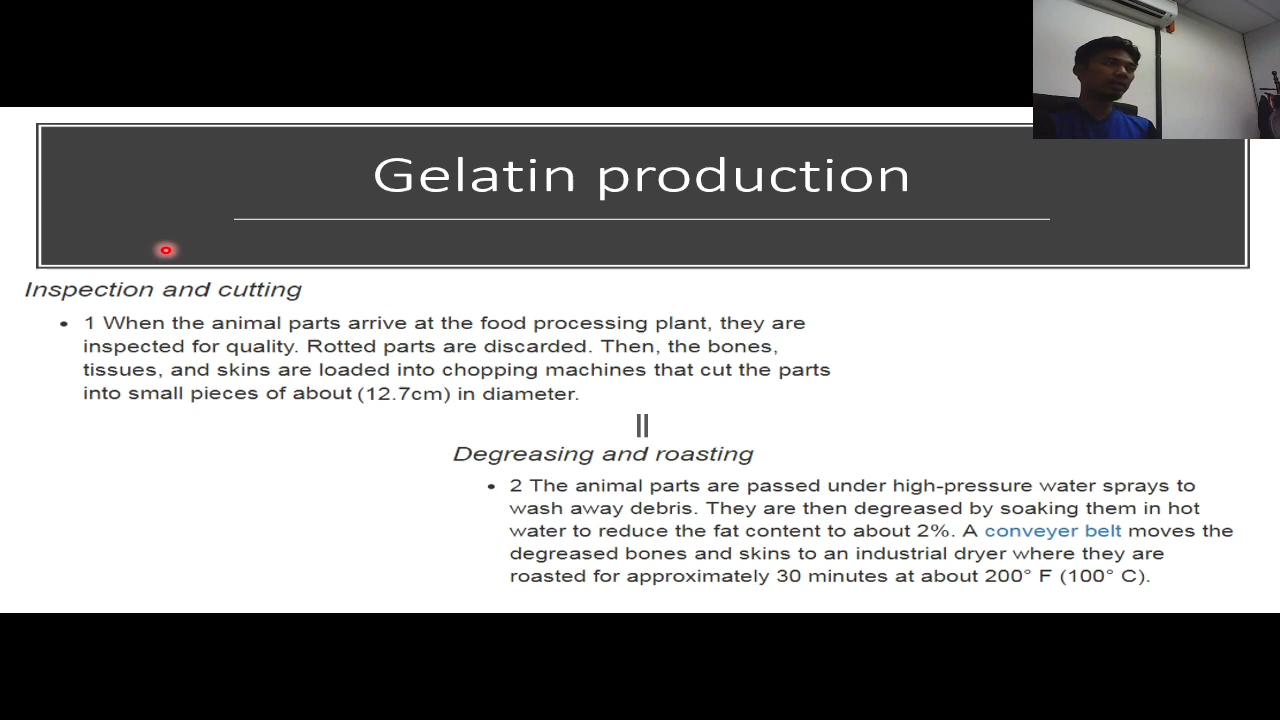 Gelatin production
Inspection and cutting
• 1 When the animal parts arrive at the food processing plant, they are
inspected for quality. Rotted parts are discarded. Then, the bones,
tissues, and skins are loaded into chopping machines that cut the parts
into small pieces of about (12.7cm) in diameter.
Degreasing and roasting
• 2 The animal parts are passed under high-pressure water sprays to
wash away debris. They are then degreased by soaking them in hot
water to reduce the fat content to about 2%. A conveyer belt moves the
degreased bones and skins to an industrial dryer where they are
roasted for approximately 30 minutes at about 200° F (100° C).